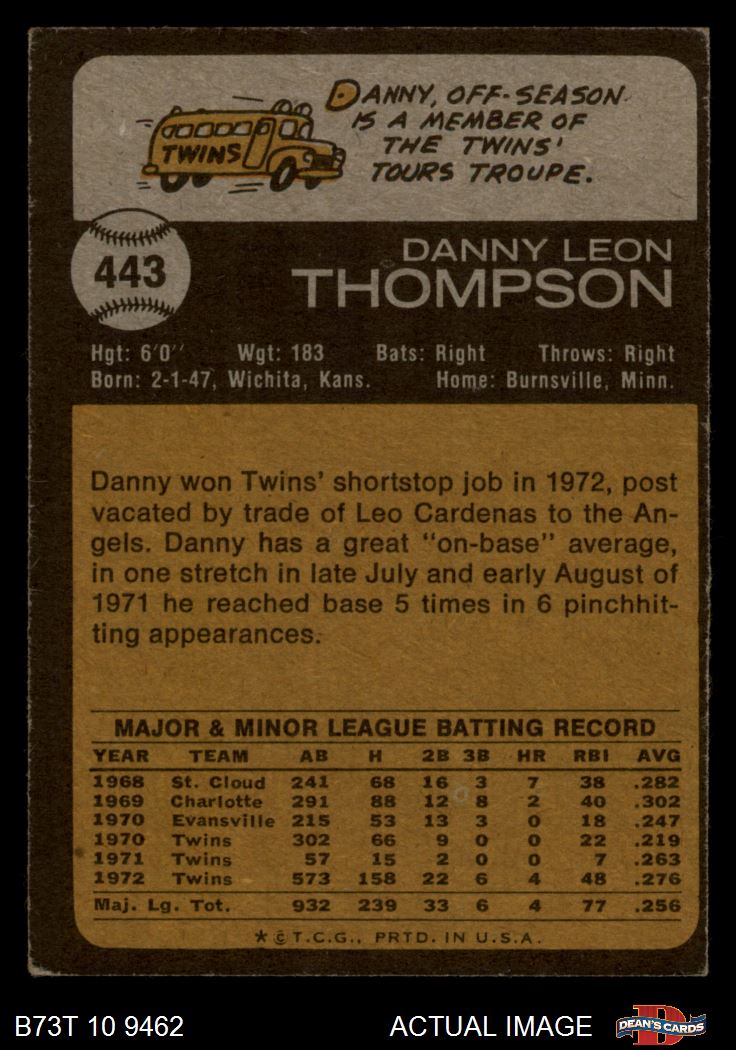 DANNY, OFF-SEASON
IS A MEMBER OF
THE TWINS'
TOURS TROUPE.
TWINS
443
DANNY LEON
THOMPSON
Hgt: 6'0'' Wgt: 183 Bats: Right Throws: Right
Born: 2-1-47, Wichita, Kans. Home: Burnsville, Minn.
Danny won Twins' shortstop job in 1972, post
vacated by trade of Leo Cardenas to the An-
gels. Danny has a great "on-base" average,
in one stretch in late July and early August of
1971 he reached base 5 times in 6 pinchhit-
ting appearances.
MAJOR & MINOR LEAGUE BATTING RECORD
YEAR TEAM AB H 2B 3B HR RBI AVG
1968 St. Cloud 241 68 16 3 7 38 .282
1969 Charlotte 291 88 12 8 2 40 .302
1970 Evansville 215 53 13 3 0 18 .247
1970 Twins 302 66 9 0 0 22 .219
1971 Twins 57 15 2 0 0 7 .263
1972 Twins 573 158 22 6 4 48 .276
Maj. Lg. Tot. 932 239 33 6 4 77 .256
*© T.C.G., PRTD. IN U.S.A.
B73T 10 9462 ACTUAL IMAGE D DEAN'S CARDS